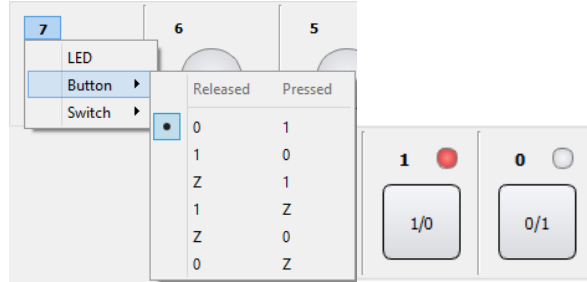 7 6 5
LED
Button
Switch
Released Pressed
0 1
1 0
Z 1
1 Z
Z 0
0 Z
1 0
1/0 0/1